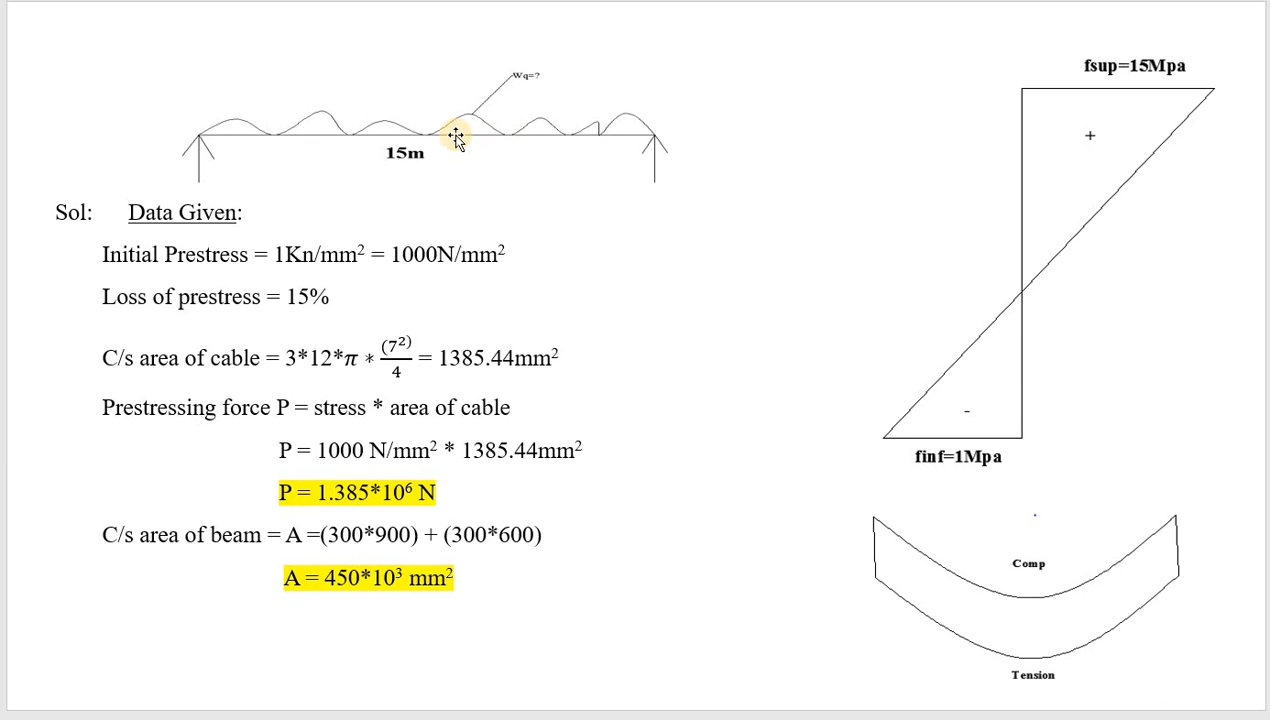 Wq=?
15m
fsup=15Mpa
+
-
finf=1Mpa
Sol: Data Given:
Initial Prestress = 1Kn/mm² = 1000N/mm²
Loss of prestress = 15%
C/s area of cable = 3*12*π * (7²)/4 = 1385.44mm²
Prestressing force P = stress * area of cable
P = 1000 N/mm² * 1385.44mm²
P = 1.385*10⁶ N
C/s area of beam = A =(300*900) + (300*600)
A = 450*10³ mm²
Comp
Tension